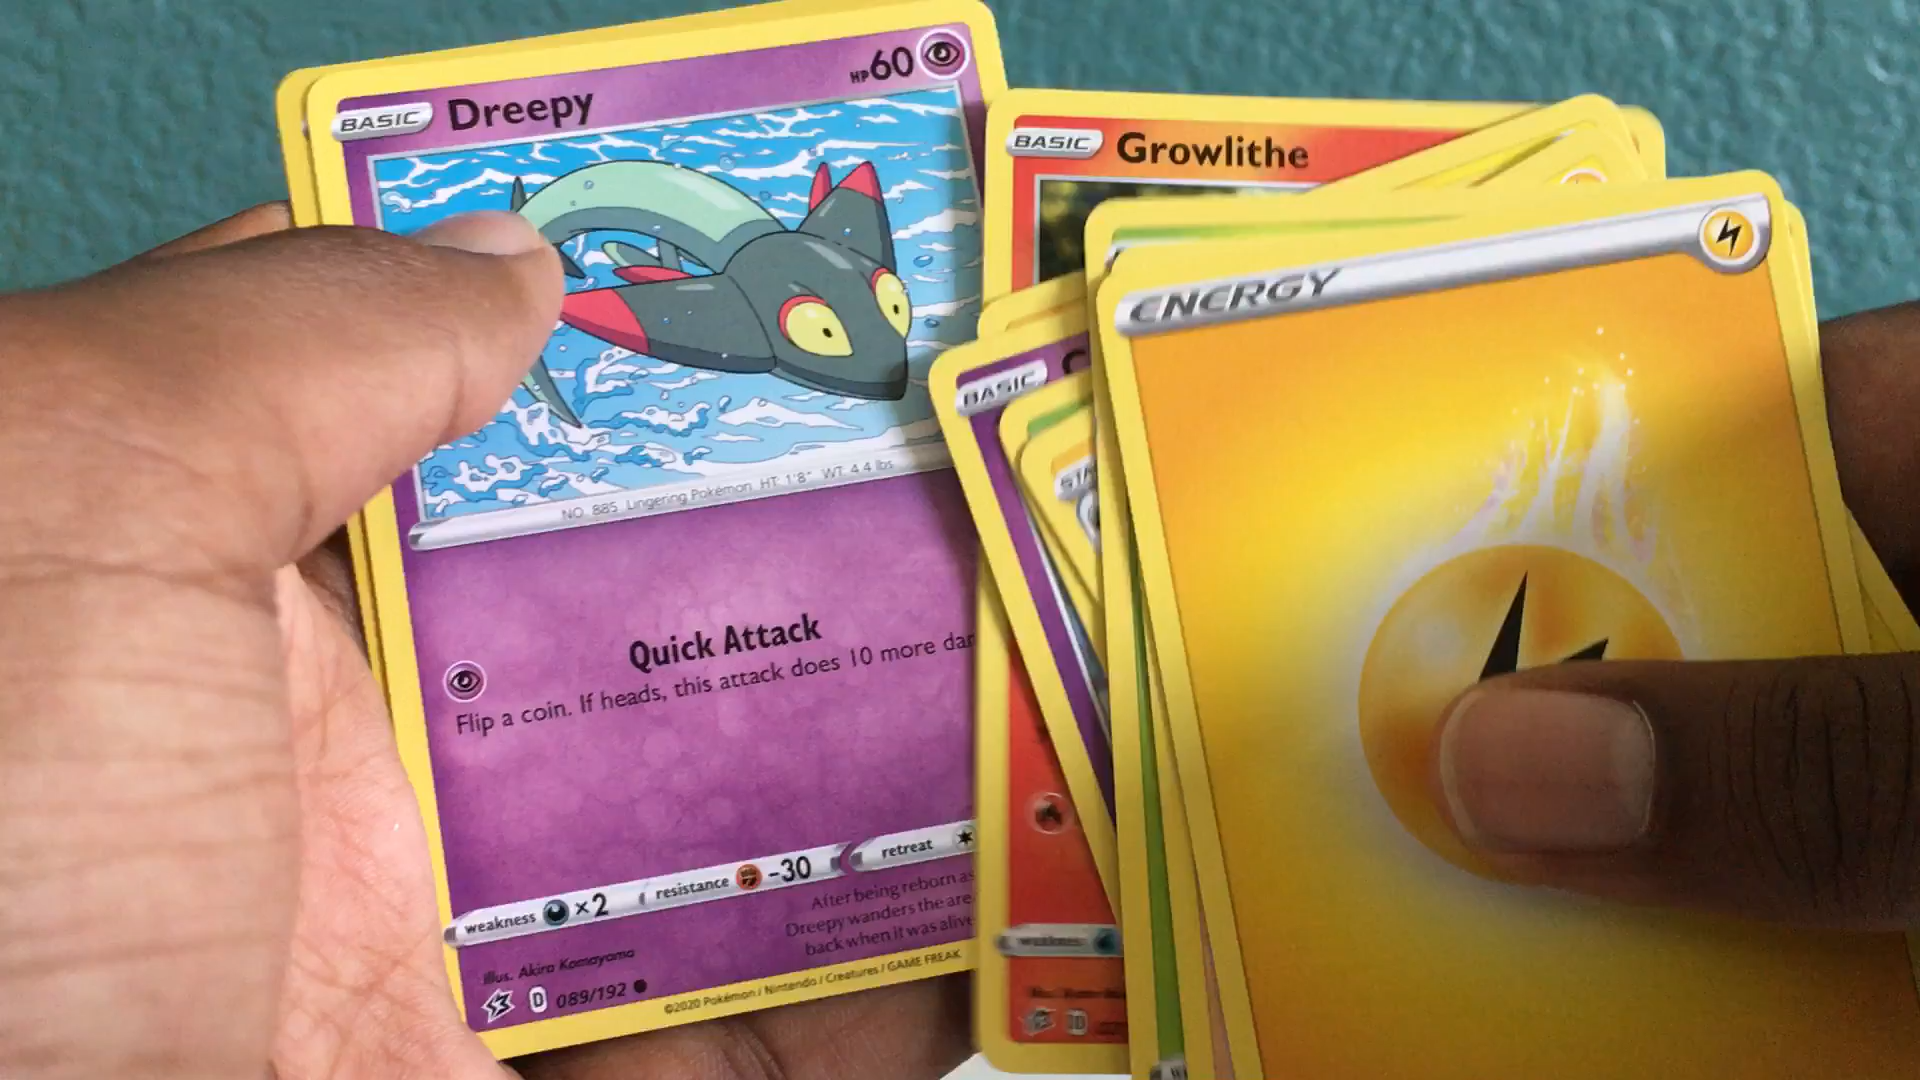 BASIC Dreepy HP60
NO. 885 Lingering Pokémon HT: 1'8" WT: 4.4 lbs
Quick Attack
Flip a coin. If heads, this attack does 10 more
weakness ×2 resistance -30 retreat
After being reborn as
Dreepy wanders the
back when it was alive
Illus. Akira Komayama
D 089/192
©2020 Pokémon / Nintendo / Creatures / GAME FREAK
BASIC Growlithe
BASIC
weakness
D
ENERGY